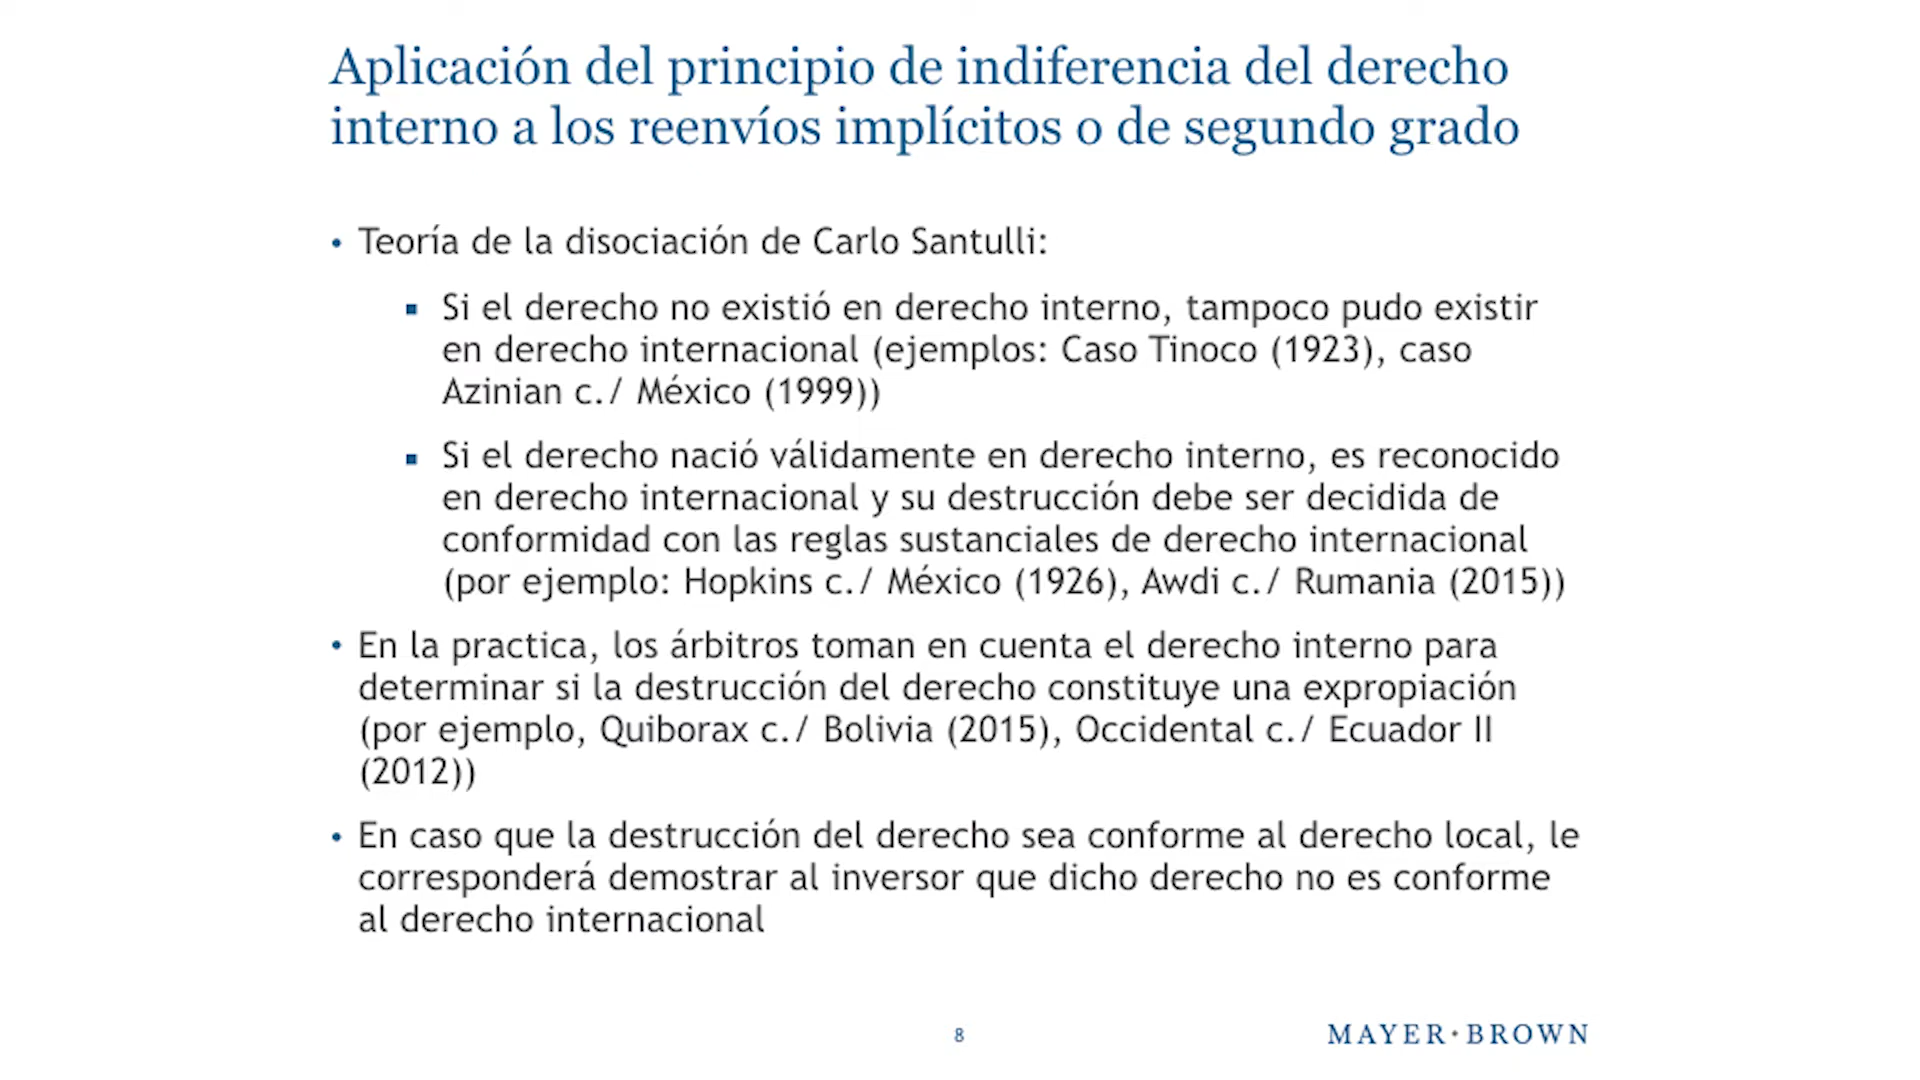 Aplicación del principio de indiferencia del derecho
interno a los reenvíos implícitos o de segundo grado
• Teoría de la disociación de Carlo Santulli:
▪ Si el derecho no existió en derecho interno, tampoco pudo existir
en derecho internacional (ejemplos: Caso Tinoco (1923), caso
Azinian c./ México (1999))
▪ Si el derecho nació válidamente en derecho interno, es reconocido
en derecho internacional y su destrucción debe ser decidida de
conformidad con las reglas sustanciales de derecho internacional
(por ejemplo: Hopkins c./ México (1926), Awdi c./ Rumania (2015))
• En la practica, los árbitros toman en cuenta el derecho interno para
determinar si la destrucción del derecho constituye una expropiación
(por ejemplo, Quiborax c./ Bolivia (2015), Occidental c./ Ecuador II
(2012))
• En caso que la destrucción del derecho sea conforme al derecho local, le
corresponderá demostrar al inversor que dicho derecho no es conforme
al derecho internacional
8
MAYER·BROWN